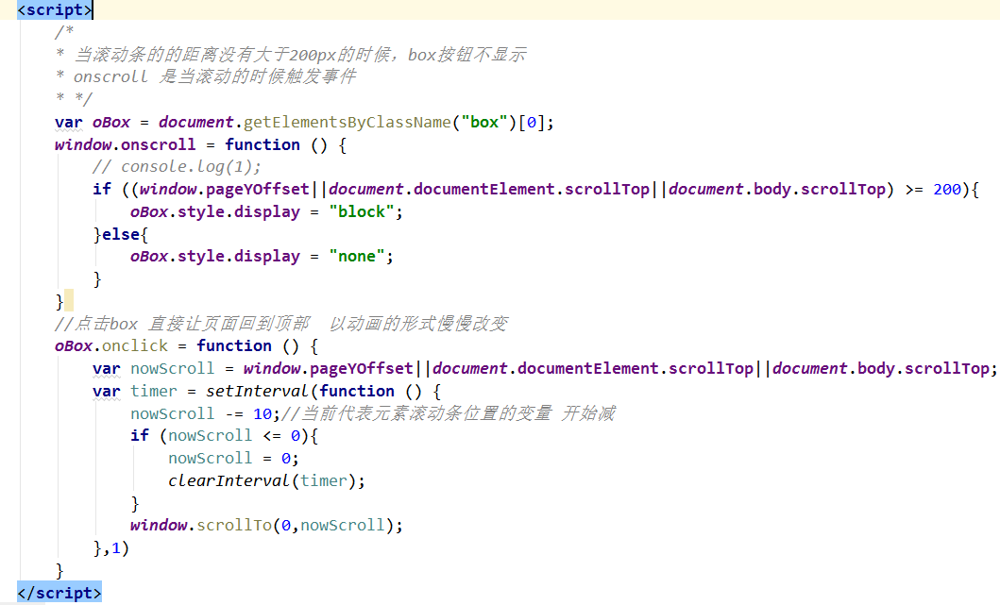 <script>
/*
* 当滚动条的的距离没有大于200px的时候，box按钮不显示
* onscroll 是当滚动的时候触发事件
* */
var oBox = document.getElementsByClassName("box")[0];
window.onscroll = function () {
// console.log(1);
if ((window.pageYOffset||document.documentElement.scrollTop||document.body.scrollTop) >= 200){
oBox.style.display = "block";
}else{
oBox.style.display = "none";
}
}
//点击box 直接让页面回到顶部  以动画的形式慢慢改变
oBox.onclick = function () {
var nowScroll = window.pageYOffset||document.documentElement.scrollTop||document.body.scrollTop;
var timer = setInterval(function () {
nowScroll -= 10;//当前代表元素滚动条位置的变量 开始减
if (nowScroll <= 0){
nowScroll = 0;
clearInterval(timer);
}
window.scrollTo(0,nowScroll);
},1)
}
</script>